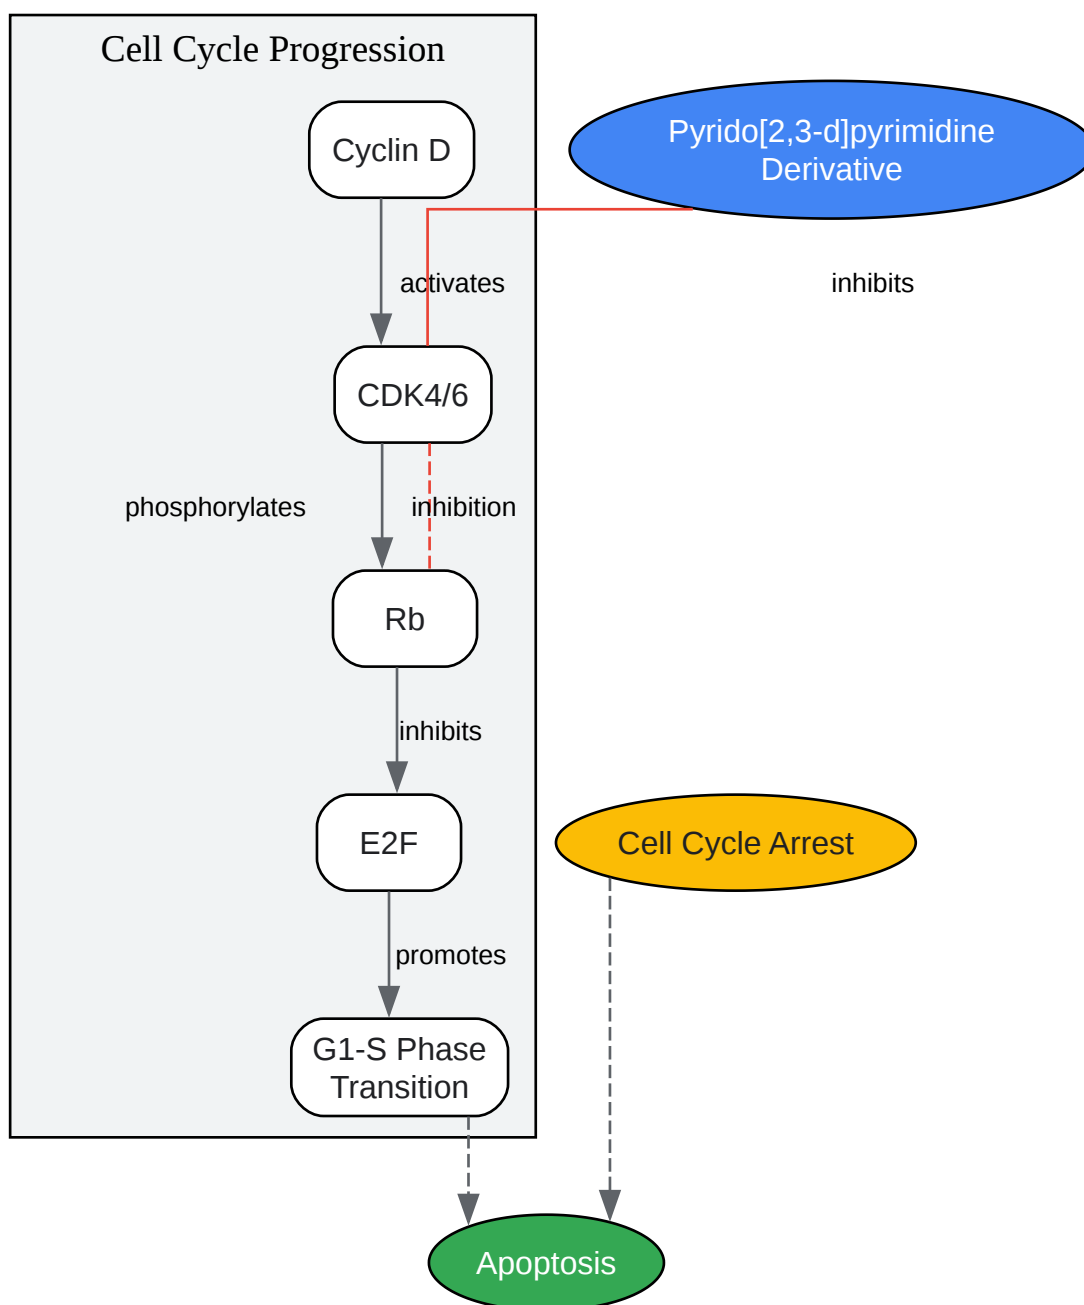 Cell Cycle Progression
Cyclin D
Pyrido[2,3-d]pyrimidine
Derivative
activates
inhibits
CDK4/6
phosphorylates
inhibition
Rb
inhibits
E2F
Cell Cycle Arrest
promotes
G1-S Phase
Transition
Apoptosis